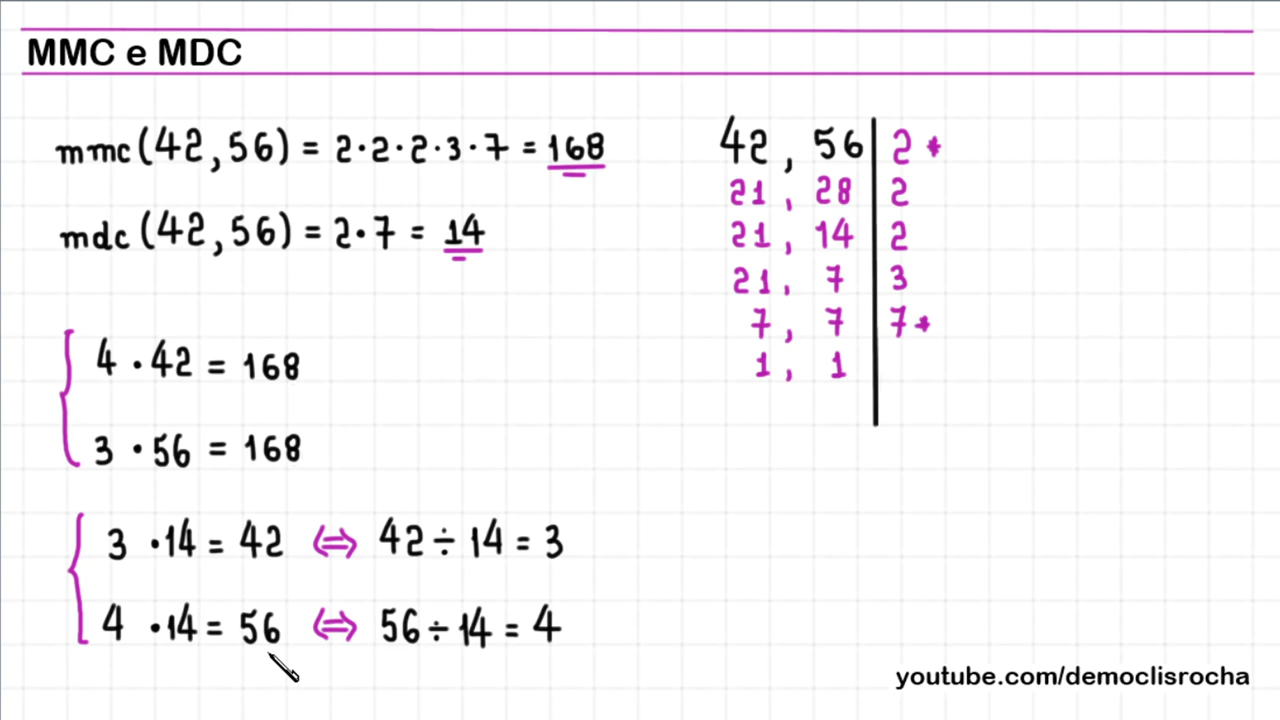 MMC e MDC
mmc(42,56) = 2·2·2·3·7 = 168
mdc(42,56) = 2·7 = 14
4 · 42 = 168
3 · 56 = 168
3 · 14 = 42 ⇔ 42 ÷ 14 = 3
4 · 14 = 56 ⇔ 56 ÷ 14 = 4
42, 56 | 2 *
21, 28 | 2
21, 14 | 2
21, 7 | 3
7, 7 | 7 *
1, 1 |
youtube.com/democlisrocha